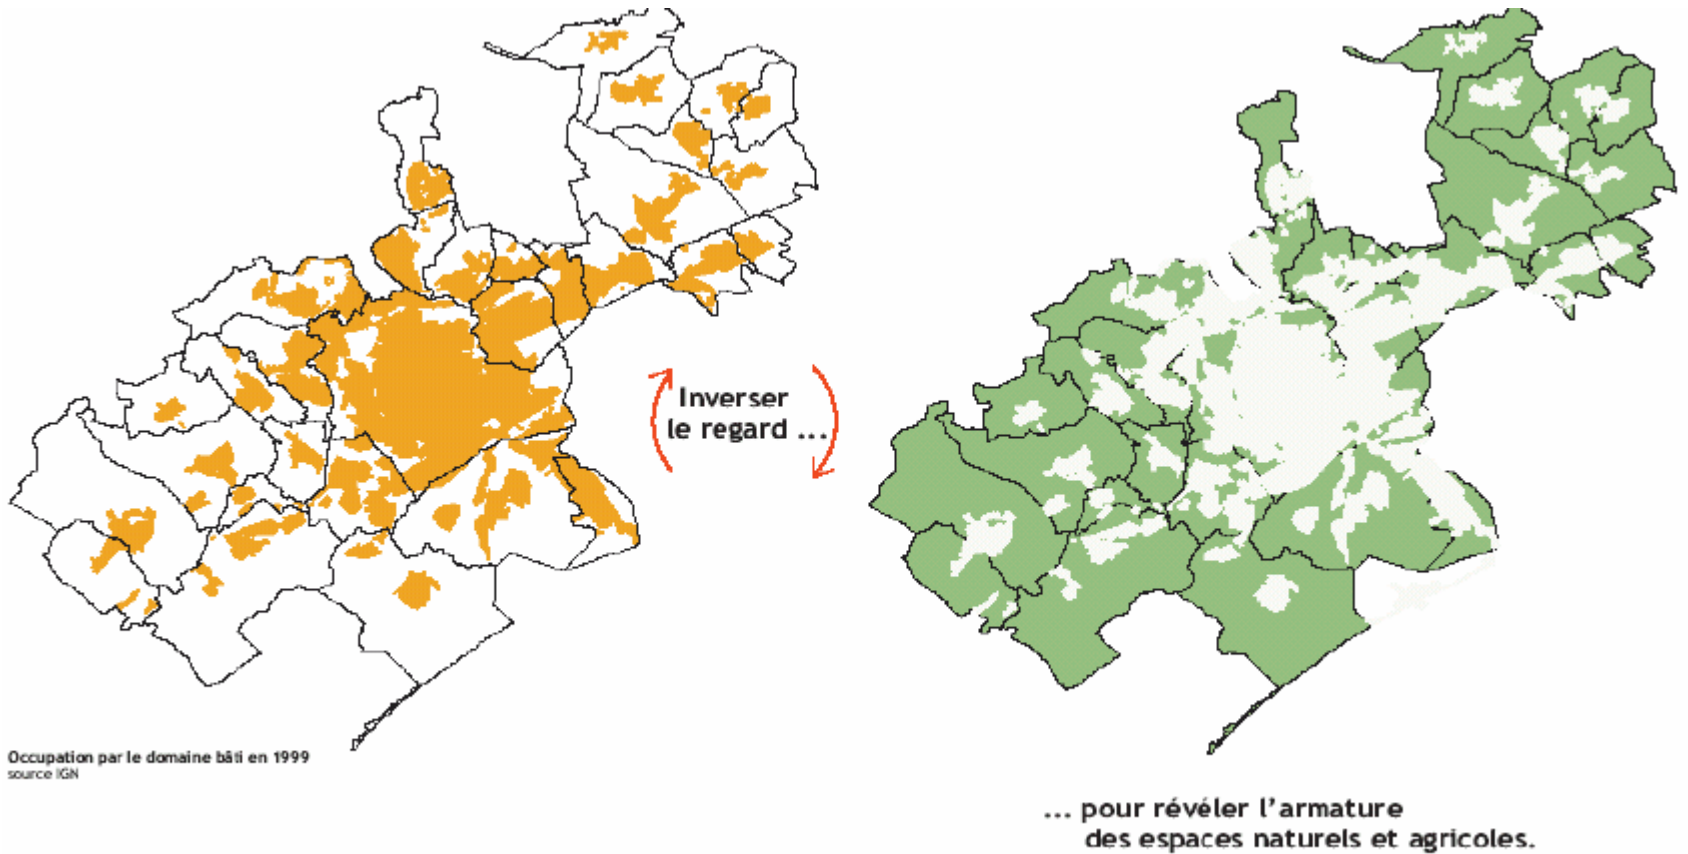 Inverser
le regard ...
Occupation par le domaine bâti en 1999
source IGN
... pour révéler l’armature
des espaces naturels et agricoles.